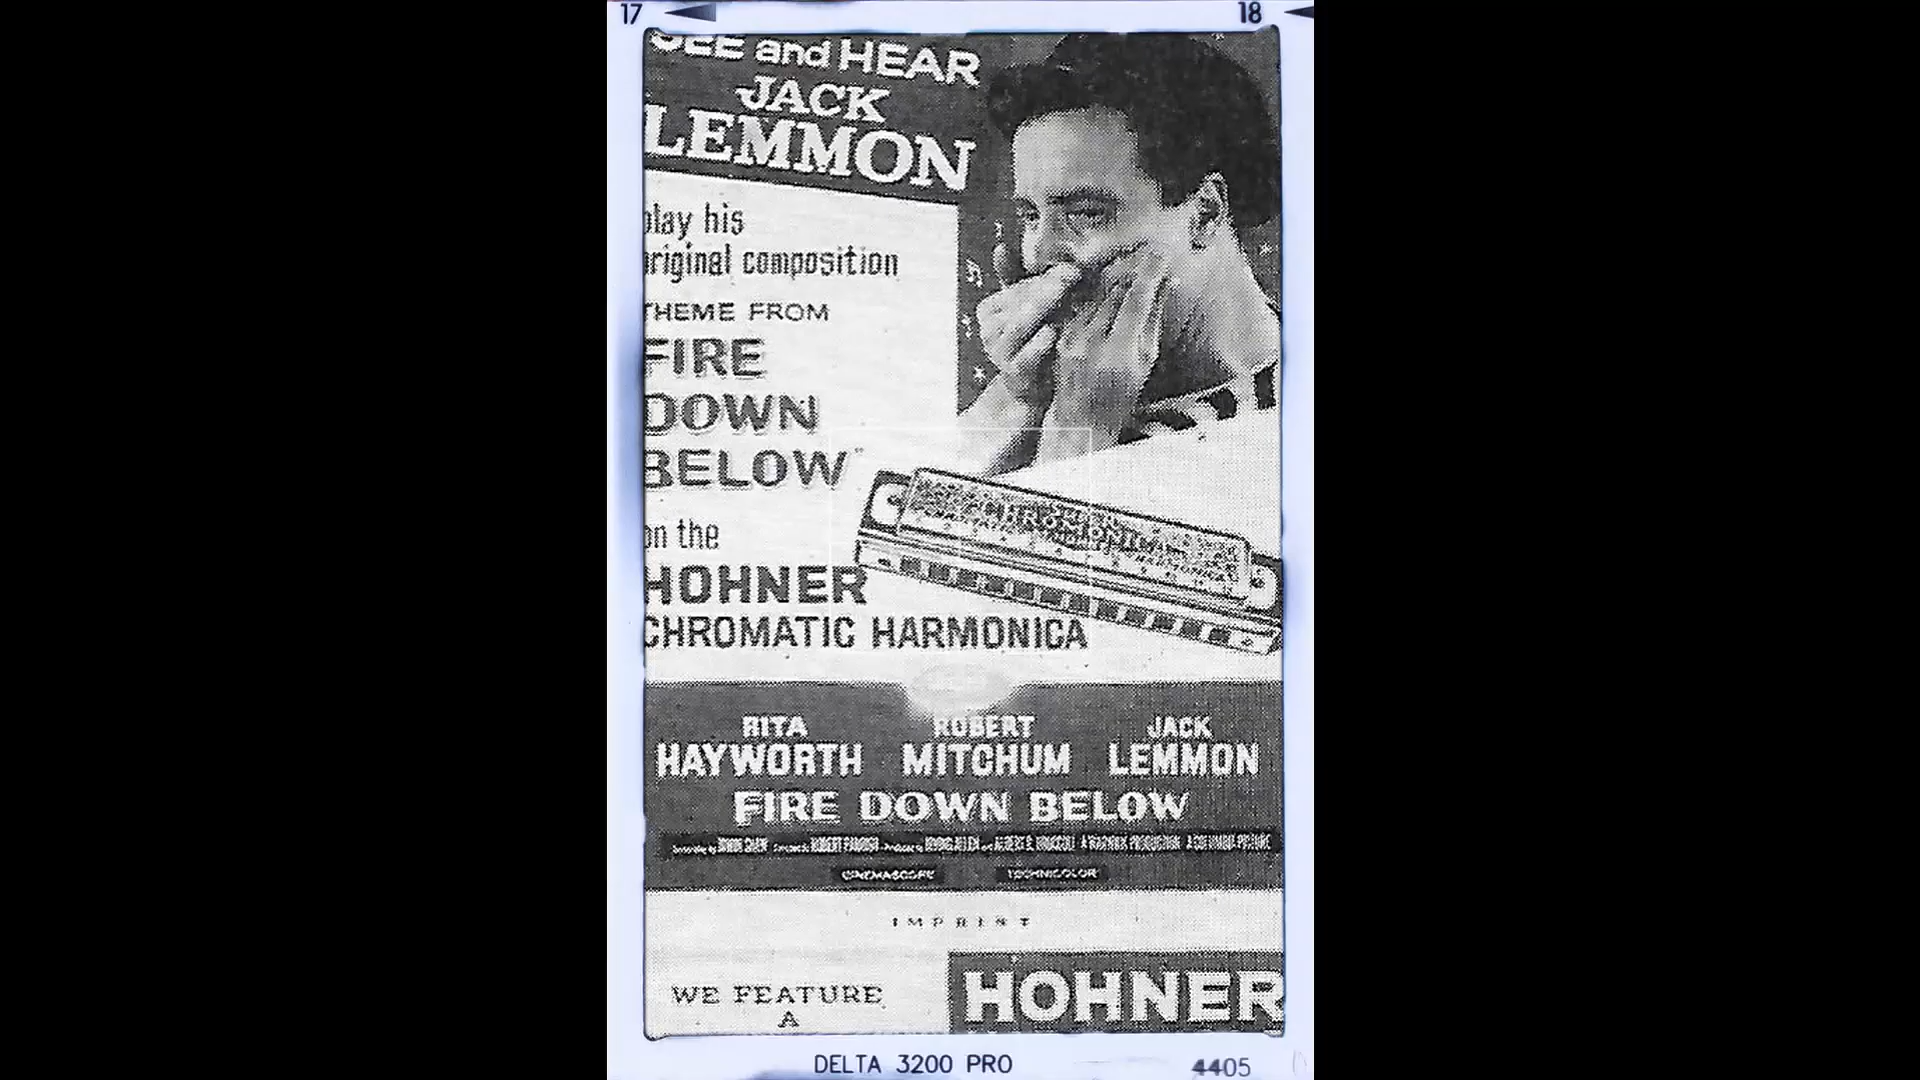 17 18
SEE and HEAR
JACK
LEMMON
play his
original composition
THEME FROM
FIRE
DOWN
BELOW"
on the
HOHNER
CHROMATIC HARMONICA
CHROMONICA
RITA ROBERT JACK
HAYWORTH MITCHUM LEMMON
FIRE DOWN BELOW
CINEMASCOPE TECHNICOLOR
IMPRINT
WE FEATURE
A
HOHNER
DELTA 3200 PRO 4405